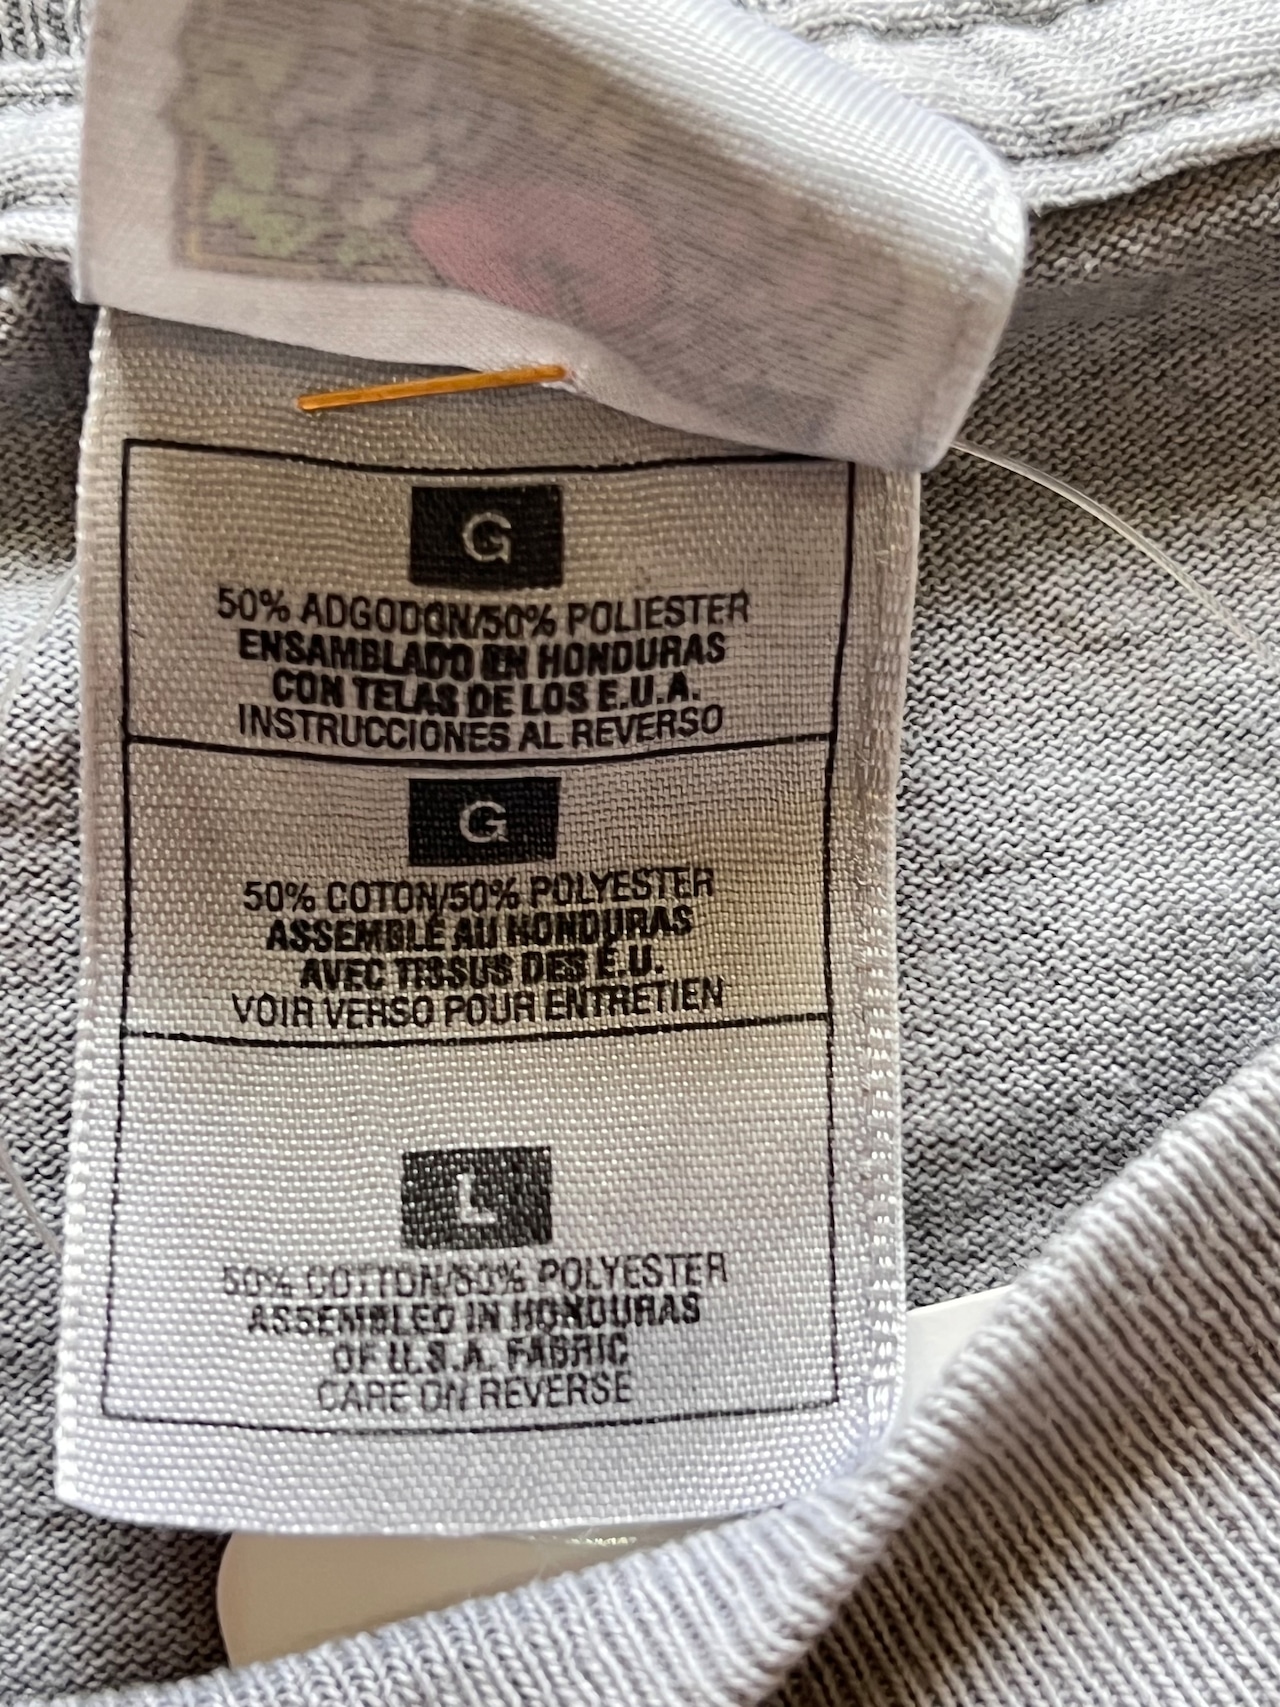 G
50% ADGODON/50% POLIESTER
ENSAMBLADO EN HONDURAS
CON TELAS DE LOS E.U.A.
INSTRUCCIONES AL REVERSO
G
50% COTON/50% POLYESTER
ASSEMBLÉ AU HONDURAS
AVEC TISSUS DES É.U.
VOIR VERSO POUR ENTRETIEN
L
50% COTTON/50% POLYESTER
ASSEMBLED IN HONDURAS
OF U.S.A. FABRIC
CARE ON REVERSE